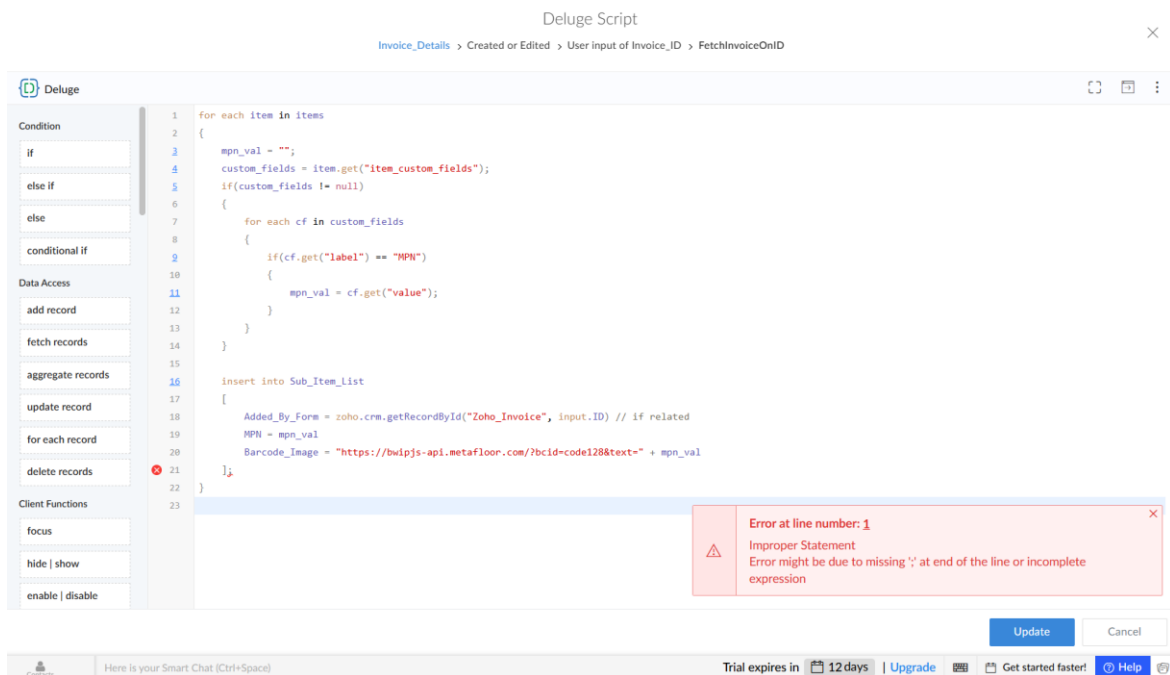 Deluge Script
Invoice_Details > Created or Edited > User input of Invoice_ID > FetchInvoiceOnID
Deluge
Condition
if
else if
else
conditional if
Data Access
add record
fetch records
aggregate records
update record
for each record
delete records
Client Functions
focus
hide | show
enable | disable
1 for each item in items
2 {
3 mpn_val = "";
4 custom_fields = item.get("item_custom_fields");
5 if(custom_fields != null)
6 {
7 for each cf in custom_fields
8 {
9 if(cf.get("label") == "MPN")
10 {
11 mpn_val = cf.get("value");
12 }
13 }
14 }
15
16 insert into Sub_Item_List
17 [
18 Added_By_Form = zoho.crm.getRecordById("Zoho_Invoice", input.ID) // if related
19 MPN = mpn_val
20 Barcode_Image = "https://bwipjs-api.metafloor.com/?bcid=code128&text=" + mpn_val
21 ];
22 }
23
Error at line number: 1
Improper Statement
Error might be due to missing ';' at end of the line or incomplete
expression
Update Cancel
Here is your Smart Chat (Ctrl+Space)
Trial expires in 12 days | Upgrade Get started faster! Help